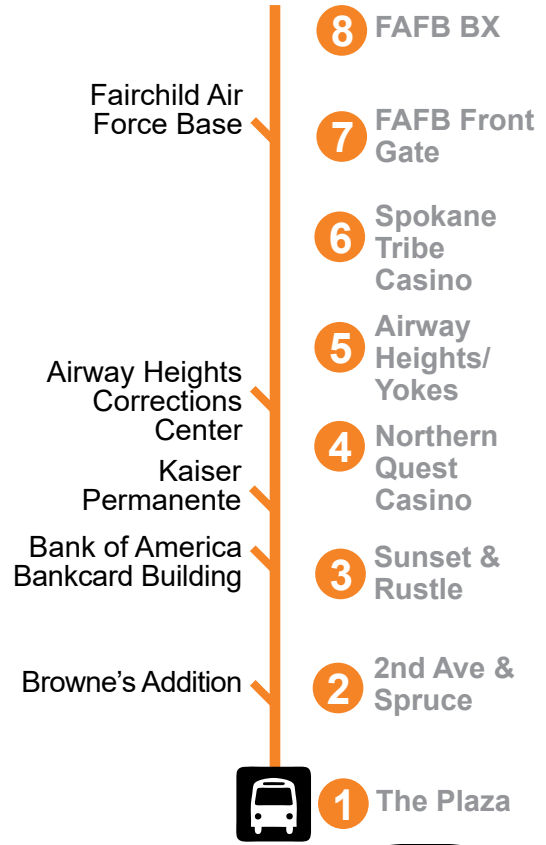 8 FAFB BX
Fairchild Air
Force Base
7 FAFB Front
Gate
6 Spokane
Tribe
Casino
5 Airway
Heights/
Yokes
Airway Heights
Corrections
Center
4 Northern
Quest
Casino
Kaiser
Permanente
Bank of America
Bankcard Building
3 Sunset &
Rustle
Browne's Addition
2 2nd Ave &
Spruce
1 The Plaza